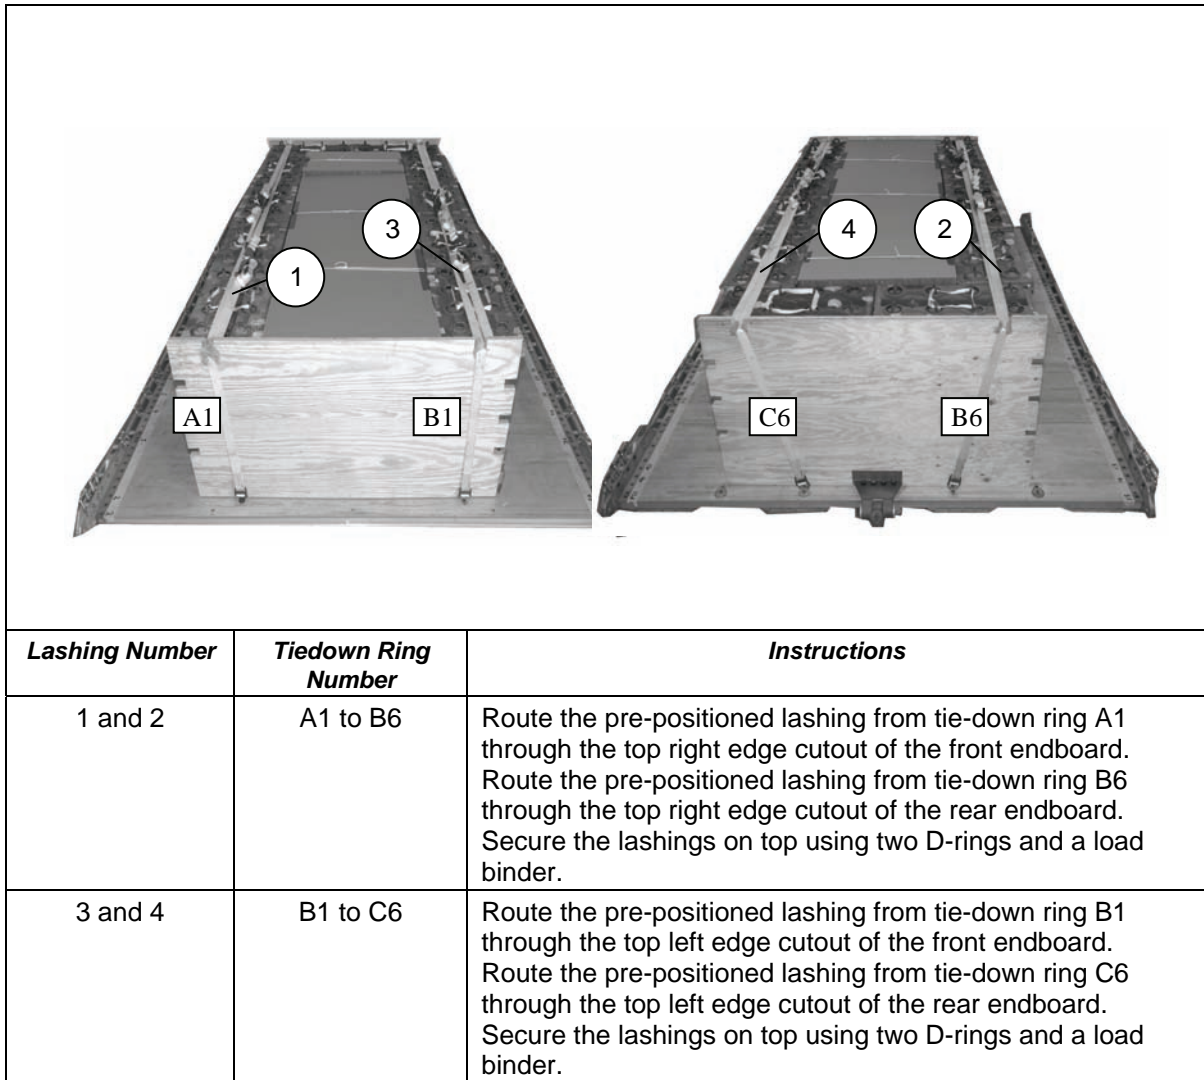 3
4
2
1
A1
B1
C6
B6
Lashing Number
Tiedown Ring
Number
Instructions
1 and 2
A1 to B6
Route the pre-positioned lashing from tie-down ring A1
through the top right edge cutout of the front endboard.
Route the pre-positioned lashing from tie-down ring B6
through the top right edge cutout of the rear endboard.
Secure the lashings on top using two D-rings and a load
binder.
3 and 4
B1 to C6
Route the pre-positioned lashing from tie-down ring B1
through the top left edge cutout of the front endboard.
Route the pre-positioned lashing from tie-down ring C6
through the top left edge cutout of the rear endboard.
Secure the lashings on top using two D-rings and a load
binder.